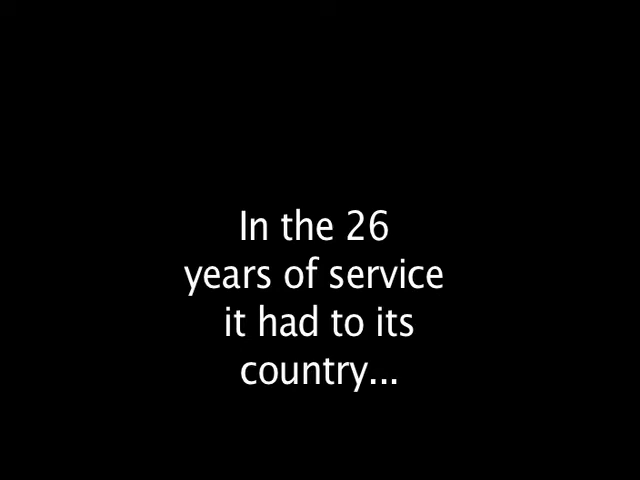 In the 26
years of service
it had to its
country...